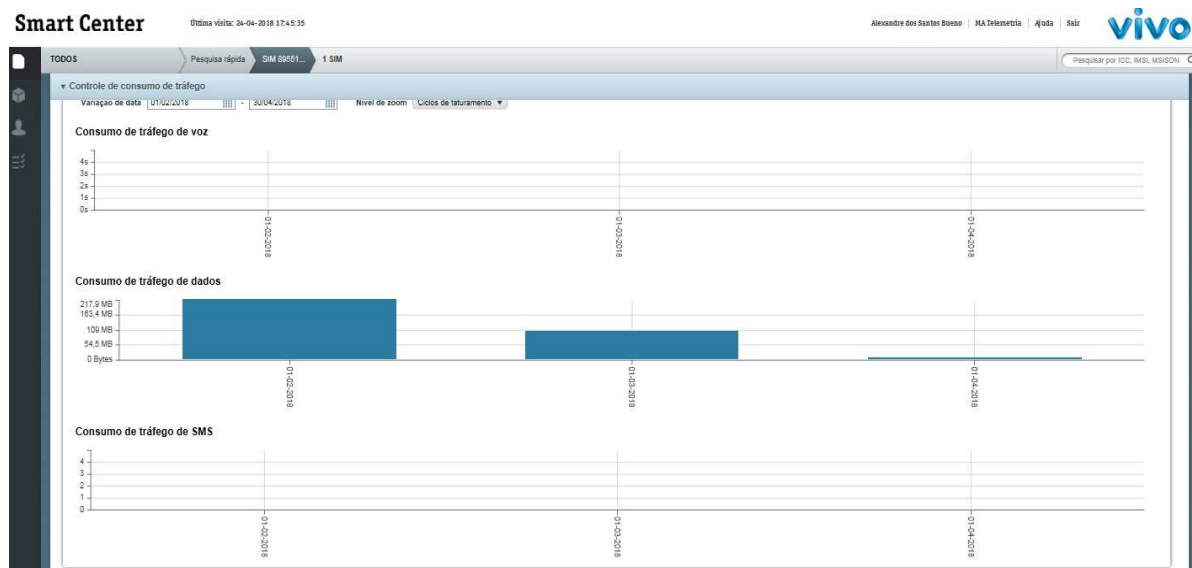 Smart Center
Última visita: 24-04-2018 17:45:35
Alexandre dos Santos Bueno | MA Telemetria | Ajuda | Sair
vivo
TODOS
Pesquisa rápida
SIM 89551...
1 SIM
Pesquisar por ICC, IMSI, MSISDN.
Controle de consumo de tráfego
Variação de data 01/02/2018 - 30/04/2018 Nível de zoom Ciclos de faturamento
Consumo de tráfego de voz
4s
3s
2s
1s
0s
01-02-2018
01-03-2018
01-04-2018
Consumo de tráfego de dados
217,9 MB
163,4 MB
109 MB
54,5 MB
0 Bytes
01-02-2018
01-03-2018
01-04-2018
Consumo de tráfego de SMS
4
3
2
1
0
01-02-2018
01-03-2018
01-04-2018